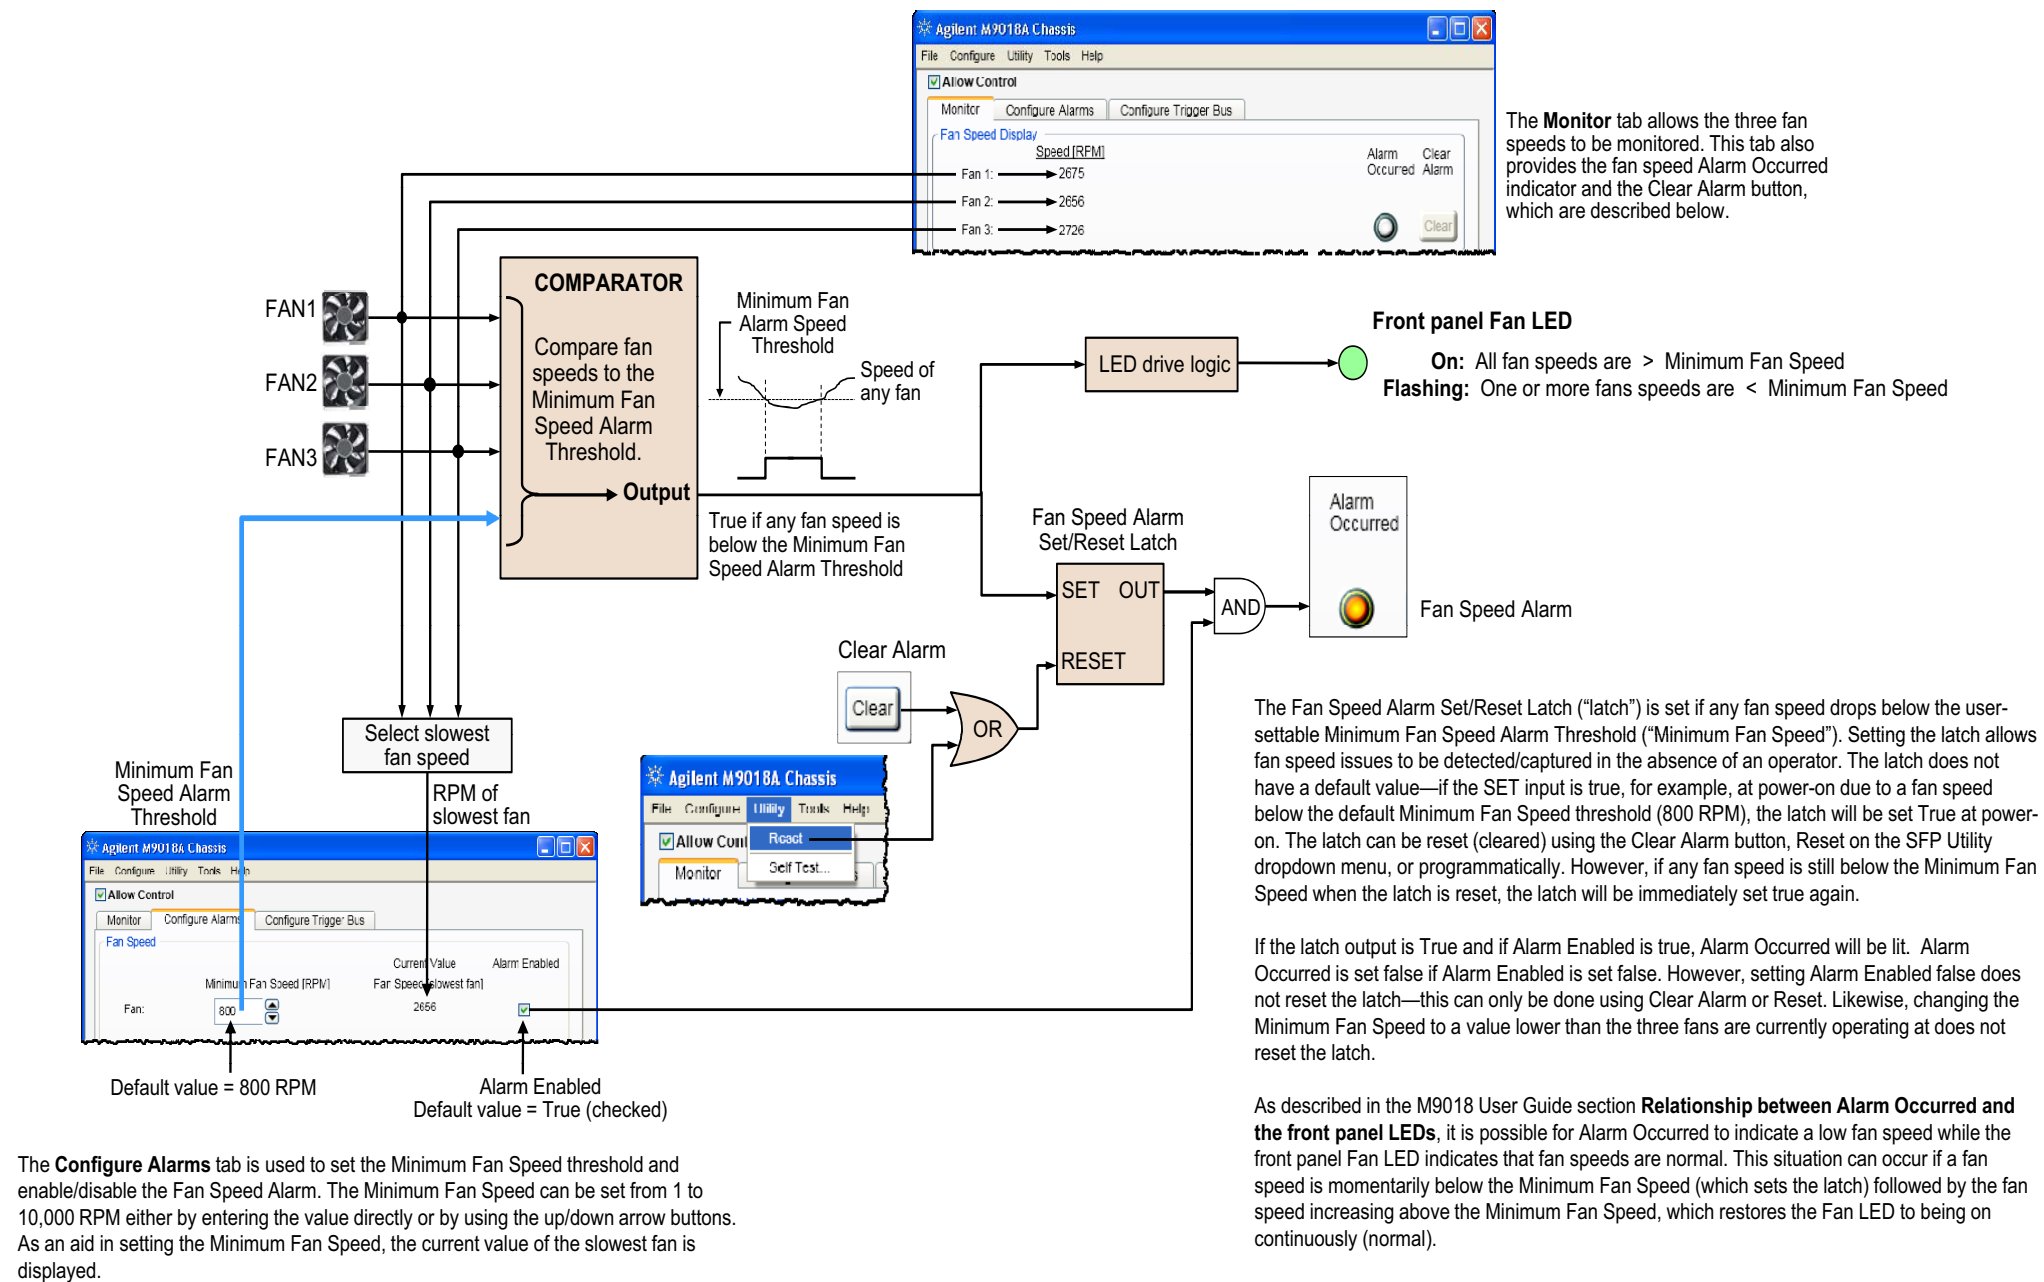 Agilent M9018A Chassis
File Configure Utility Tools Help
Allow Control
Monitor Configure Alarms Configure Trigger Bus
Fan Speed Display
Speed [RPM]
Alarm Occurred Clear Alarm
Fan 1: 2675
Fan 2: 2656
Fan 3: 2726
Clear
The Monitor tab allows the three fan
speeds to be monitored. This tab also
provides the fan speed Alarm Occurred
indicator and the Clear Alarm button,
which are described below.
FAN1
FAN2
FAN3
COMPARATOR
Compare fan
speeds to the
Minimum Fan
Speed Alarm
Threshold.
Output
Minimum Fan
Alarm Speed
Threshold
Speed of
any fan
True if any fan speed is
below the Minimum Fan
Speed Alarm Threshold
LED drive logic
Front panel Fan LED
On: All fan speeds are > Minimum Fan Speed
Flashing: One or more fans speeds are < Minimum Fan Speed
Fan Speed Alarm
Set/Reset Latch
SET OUT
RESET
AND
Alarm
Occurred
Fan Speed Alarm
Clear Alarm
Clear
OR
Agilent M9018A Chassis
File Configure Utility Tools Help
Allow Cont
Reset
Self Test...
Monitor
Select slowest
fan speed
RPM of
slowest fan
Minimum Fan
Speed Alarm
Threshold
Agilent M9018A Chassis
File Configure Utility Tools Help
Allow Control
Monitor Configure Alarms Configure Trigger Bus
Fan Speed
Current Value Alarm Enabled
Minimum Fan Speed [RPM] Fan Speed [slowest fan]
Fan: 800 2656
Default value = 800 RPM
Alarm Enabled
Default value = True (checked)
The Configure Alarms tab is used to set the Minimum Fan Speed threshold and
enable/disable the Fan Speed Alarm. The Minimum Fan Speed can be set from 1 to
10,000 RPM either by entering the value directly or by using the up/down arrow buttons.
As an aid in setting the Minimum Fan Speed, the current value of the slowest fan is
displayed.
The Fan Speed Alarm Set/Reset Latch (“latch”) is set if any fan speed drops below the user-
settable Minimum Fan Speed Alarm Threshold (“Minimum Fan Speed”). Setting the latch allows
fan speed issues to be detected/captured in the absence of an operator. The latch does not
have a default value—if the SET input is true, for example, at power-on due to a fan speed
below the default Minimum Fan Speed threshold (800 RPM), the latch will be set True at power-
on. The latch can be reset (cleared) using the Clear Alarm button, Reset on the SFP Utility
dropdown menu, or programmatically. However, if any fan speed is still below the Minimum Fan
Speed when the latch is reset, the latch will be immediately set true again.
If the latch output is True and if Alarm Enabled is true, Alarm Occurred will be lit. Alarm
Occurred is set false if Alarm Enabled is set false. However, setting Alarm Enabled false does
not reset the latch—this can only be done using Clear Alarm or Reset. Likewise, changing the
Minimum Fan Speed to a value lower than the three fans are currently operating at does not
reset the latch.
As described in the M9018 User Guide section Relationship between Alarm Occurred and
the front panel LEDs, it is possible for Alarm Occurred to indicate a low fan speed while the
front panel Fan LED indicates that fan speeds are normal. This situation can occur if a fan
speed is momentarily below the Minimum Fan Speed (which sets the latch) followed by the fan
speed increasing above the Minimum Fan Speed, which restores the Fan LED to being on
continuously (normal).